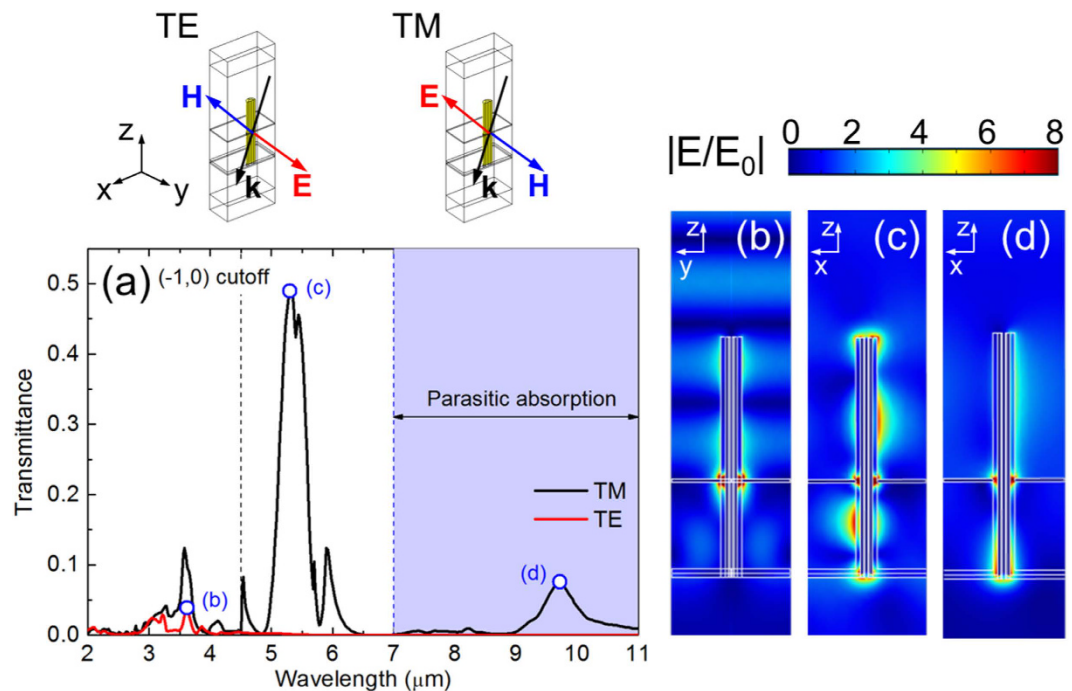 TE
TM
H
E
k
E
H
k
z
x
y
|E/E₀|
0 2 4 6 8
(a)
(-1,0) cutoff
(c)
(b)
(d)
Parasitic absorption
TM
TE
Transmittance
0.5
0.4
0.3
0.2
0.1
0.0
2 3 4 5 6 7 8 9 10 11
Wavelength (μm)
z
y
(b)
z
x
(c)
z
x
(d)